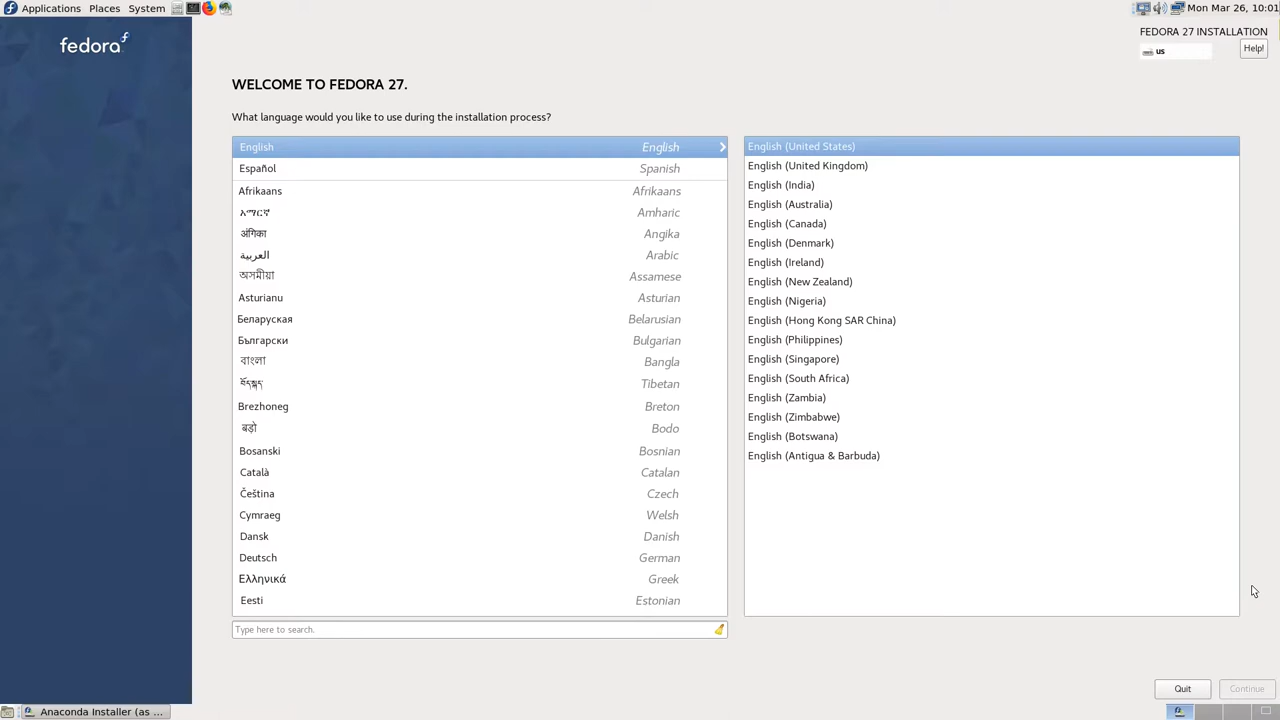 Applications Places System Mon Mar 26, 10:01
fedora
FEDORA 27 INSTALLATION
us Help!
WELCOME TO FEDORA 27.
What language would you like to use during the installation process?
English English
Español Spanish
Afrikaans Afrikaans
አማርኛ Amharic
अंगिका Angika
العربية Arabic
অসমীয়া Assamese
Asturianu Asturian
Беларуская Belarusian
Български Bulgarian
বাংলা Bangla
བོད་སྐད་ Tibetan
Brezhoneg Breton
बड़ो Bodo
Bosanski Bosnian
Català Catalan
Čeština Czech
Cymraeg Welsh
Dansk Danish
Deutsch German
Ελληνικά Greek
Eesti Estonian
Type here to search.
English (United States)
English (United Kingdom)
English (India)
English (Australia)
English (Canada)
English (Denmark)
English (Ireland)
English (New Zealand)
English (Nigeria)
English (Hong Kong SAR China)
English (Philippines)
English (Singapore)
English (South Africa)
English (Zambia)
English (Zimbabwe)
English (Botswana)
English (Antigua & Barbuda)
Quit Continue
Anaconda Installer (as ...